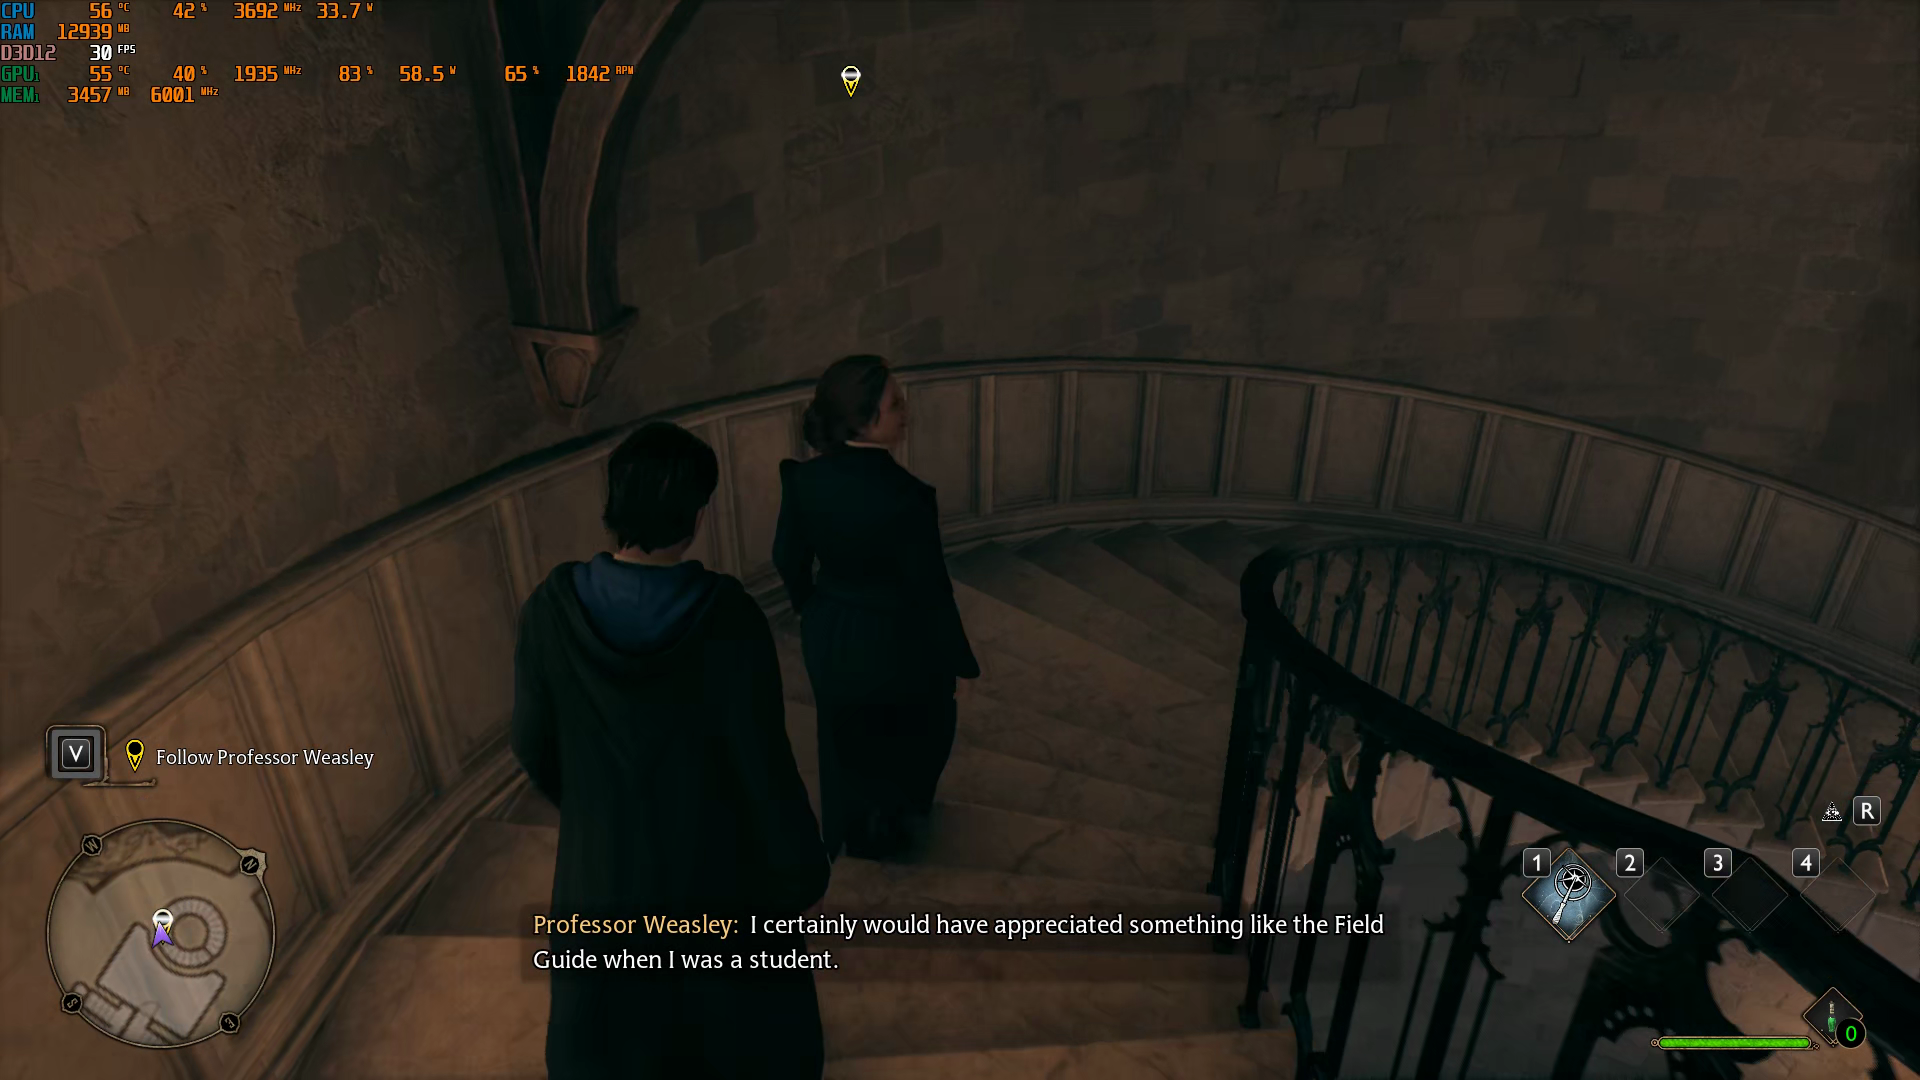 CPU 56 °C 42 % 3692 MHz 33.7 W
RAM 12939 MB
D3D12 30 FPS
GPU1 55 °C 40 % 1935 MHz 83 % 58.5 W 65 % 1842 RPM
MEM1 3457 MB 6001 MHz
V Follow Professor Weasley
R
1 2 3 4
W N
S E
Professor Weasley: I certainly would have appreciated something like the Field
Guide when I was a student.
0